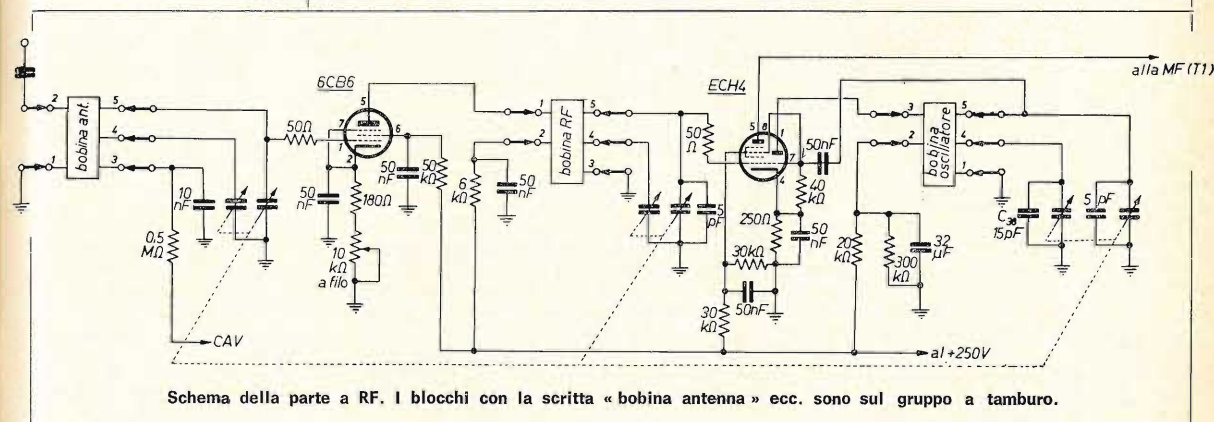 6CB6
ECH4
alla MF (T1)
2
5
4
1
3
bobina ant.
10
nF
0,5
MΩ
CAV
50Ω
5
7
1
2
6
50
nF
180Ω
10
kΩ
a filo
50
nF
50
kΩ
1
2
5
4
3
bobina RF
6
kΩ
50
nF
50
Ω
5
pF
5
8
1
7
4
50nF
40
kΩ
250Ω
50
nF
30kΩ
50nF
30
kΩ
3
2
5
4
1
bobina
oscillatore
20
kΩ
300
kΩ
32
µF
C38
15pF
5
pF
al +250V
Schema della parte a RF. I blocchi con la scritta « bobina antenna » ecc. sono sul gruppo a tamburo.